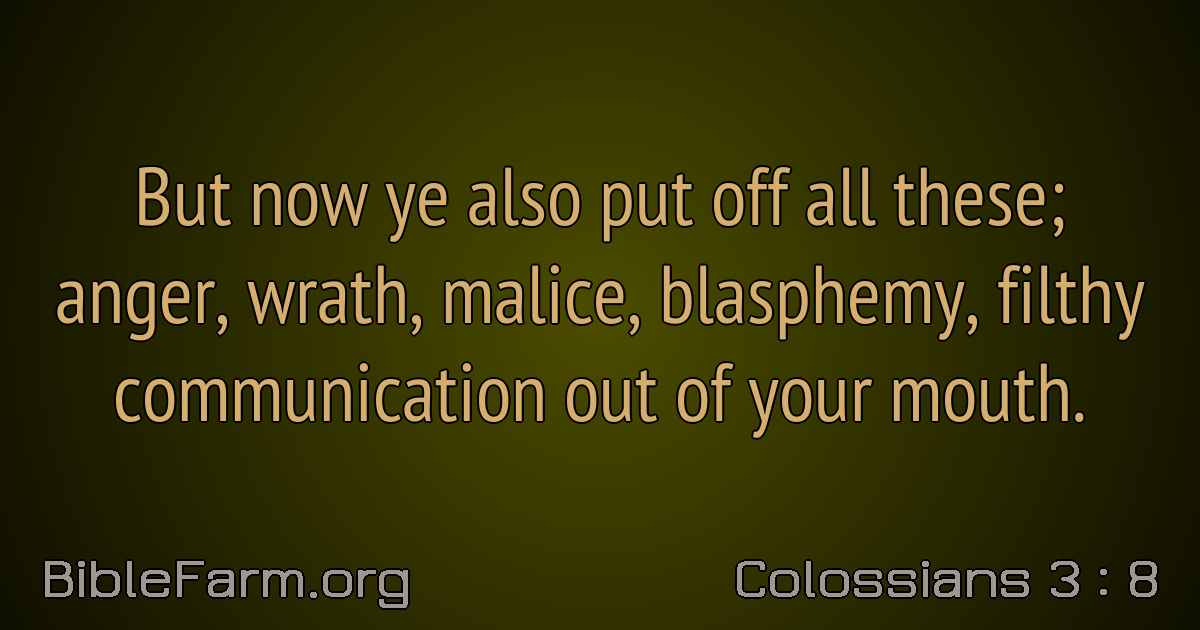 But now ye also put off all these;
anger, wrath, malice, blasphemy, filthy
communication out of your mouth.
BibleFarm.org
Colossians 3 : 8